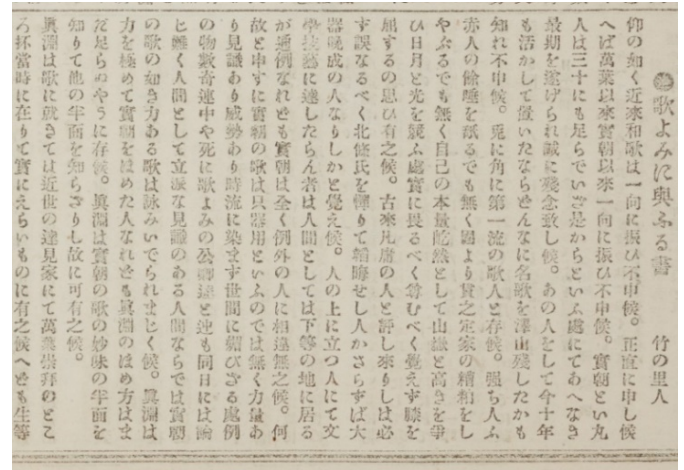 ◎歌よみに與ふる書　竹の里人
仰の如く近來和歌は一向に振ひ不申候。正直に申し候
へば萬葉以來實朝以來一向に振ひ不申候。實朝とい丸
人は三十にも足らでいざ是からといふ處にてあへなき
最期を遂げられ誠に殘念致し候。あの人をして今十年
も活かして置いたならどんなに名歌を澤山殘したかも
知れ不申候。兎に角に第一流の歌人と存候。强ち人ふ
赤人の餘唾を舐るでも無く固より貫之定家の糟粕をし
やぶるでも無く自己の本量屹然として山嶽と高きを爭
ひ日月と光を競ふ處實に畏るべく尊むべく覺えず膝を
屈するの思ひ有之候。古來凡庸の人と評し來りしは必
ず誤なるべく北條氏を憚りて韜晦せし人かさらずば大
器晩成の人なりしかと覺え候。人の上に立つ人にて文
學技藝に達したらん者は人間としては下等の地に居る
が通例なれども實朝は全く例外の人に相違無之候。何
故と申すに實朝の歌は只器用といふのでは無く力量あ
り見識あり威勢あり時流に染まず世間に媚びざる處例
の物數奇連中や死に歌よみの公卿達と迚も同日には論
じ難く人間として立派な見識のある人間ならでは實朝
の歌の如き力ある歌は詠みいでられまじく候。眞淵は
力を極めて實朝をほめた人なれども眞淵のほめ方はま
だ足らぬやうに存候。眞淵は實朝の歌の妙味の半面を
知りて他の半面を知らざりし故に可有之候。
眞淵は歌に就きては近世の達見家にて萬葉崇拜のとこ
ろ抔當時に在りて實にえらいものに有之候へども生等